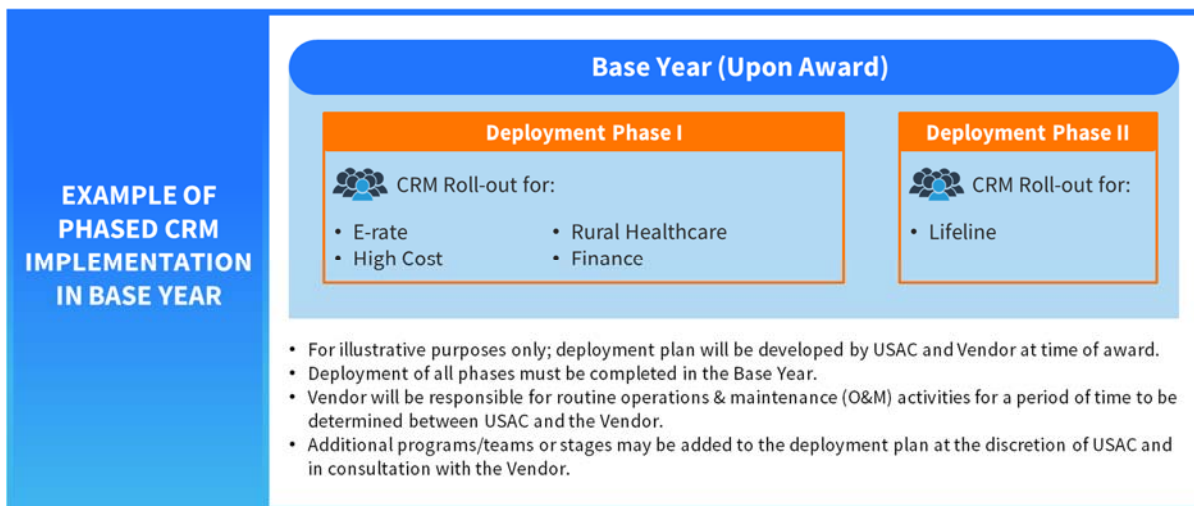 EXAMPLE OF
PHASED CRM
IMPLEMENTATION
IN BASE YEAR
Base Year (Upon Award)
Deployment Phase I
CRM Roll-out for:
• E-rate
• High Cost
• Rural Healthcare
• Finance
Deployment Phase II
CRM Roll-out for:
• Lifeline
• For illustrative purposes only; deployment plan will be developed by USAC and Vendor at time of award.
• Deployment of all phases must be completed in the Base Year.
• Vendor will be responsible for routine operations & maintenance (O&M) activities for a period of time to be
determined between USAC and the Vendor.
• Additional programs/teams or stages may be added to the deployment plan at the discretion of USAC and
in consultation with the Vendor.